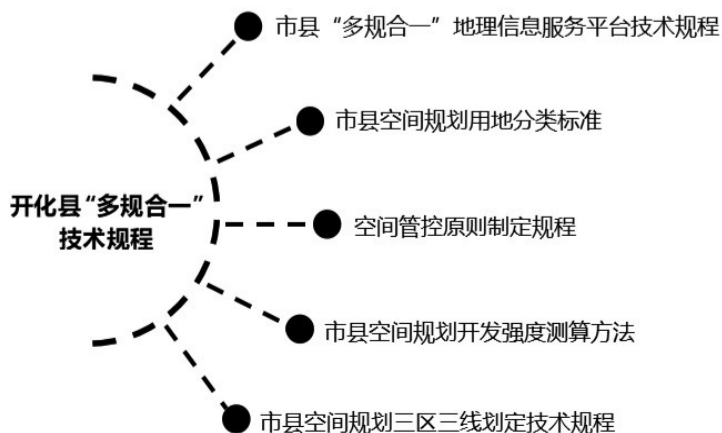 市县“多规合一”地理信息服务平台技术规程
市县空间规划用地分类标准
开化县“多规合一”
技术规程
空间管控原则制定规程
市县空间规划开发强度测算方法
市县空间规划三区三线划定技术规程